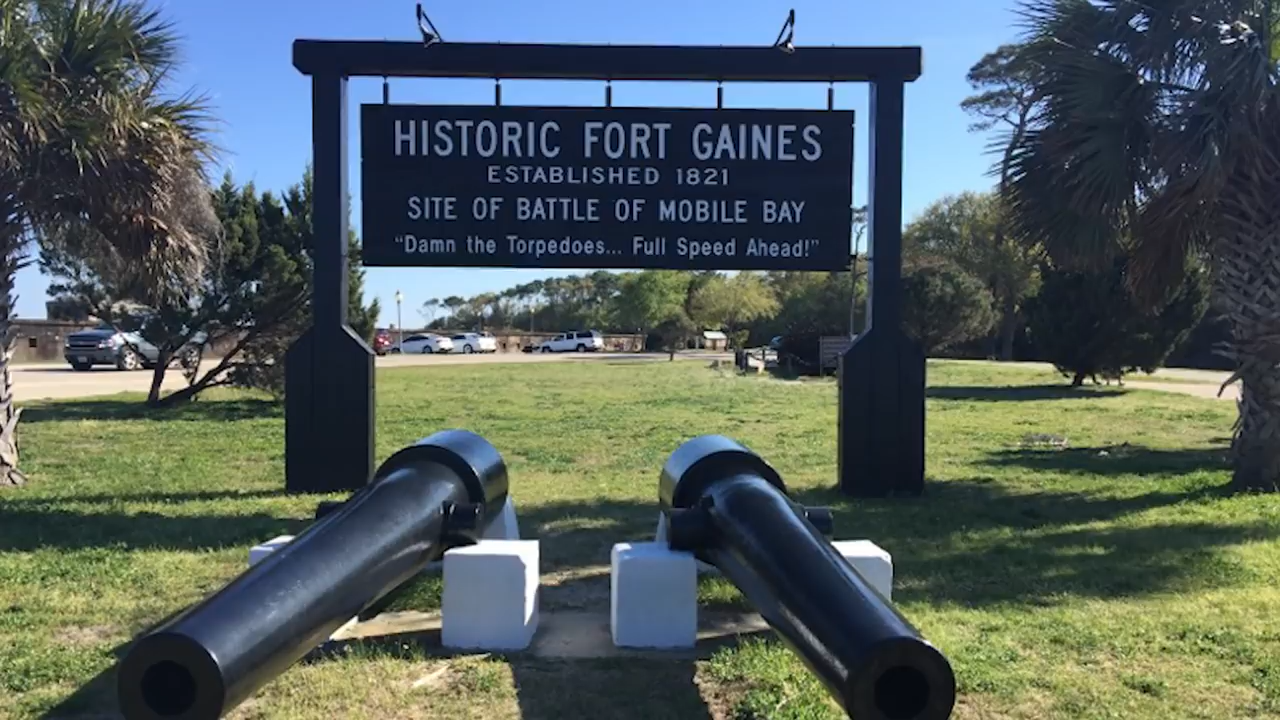 HISTORIC FORT GAINES
ESTABLISHED 1821
SITE OF BATTLE OF MOBILE BAY
“Damn the Torpedoes... Full Speed Ahead!”